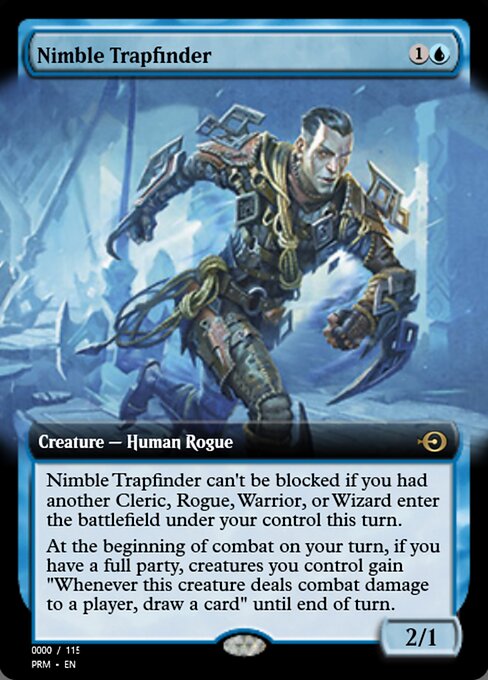 Nimble Trapfinder 1
Creature — Human Rogue
Nimble Trapfinder can't be blocked if you had
another Cleric, Rogue, Warrior, or Wizard enter
the battlefield under your control this turn.
At the beginning of combat on your turn, if you
have a full party, creatures you control gain
"Whenever this creature deals combat damage
to a player, draw a card" until end of turn.
2/1
0000 / 115
PRM • EN